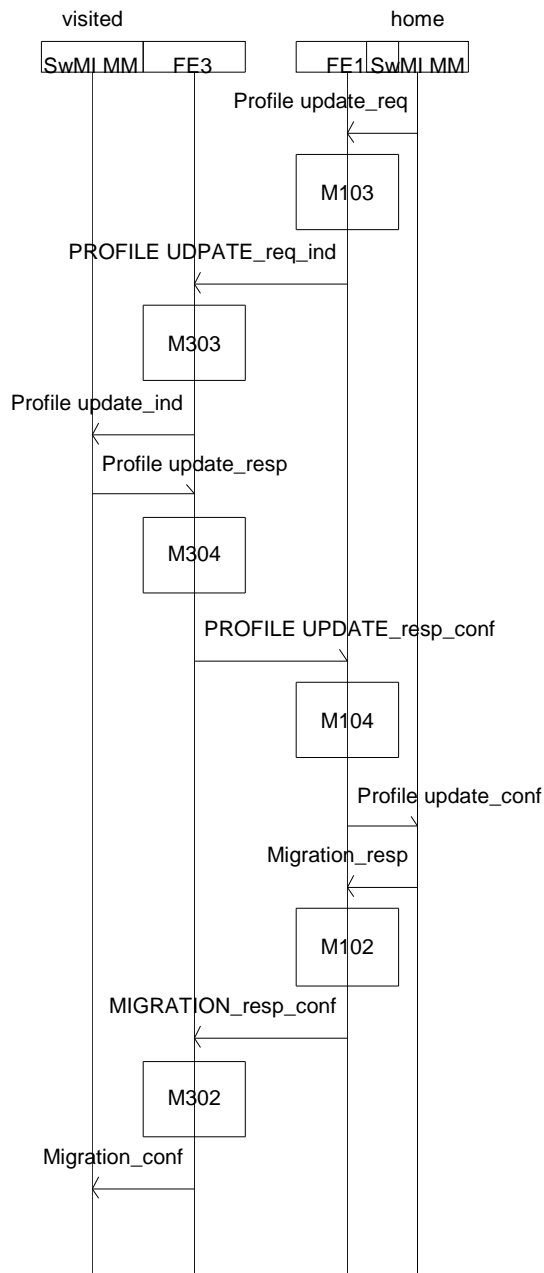 visited
home
SwMI MM
FE3
FE1
SwMI MM
Profile update_req
M103
PROFILE UDPATE_req_ind
M303
Profile update_ind
Profile update_resp
M304
PROFILE UPDATE_resp_conf
M104
Profile update_conf
Migration_resp
M102
MIGRATION_resp_conf
M302
Migration_conf